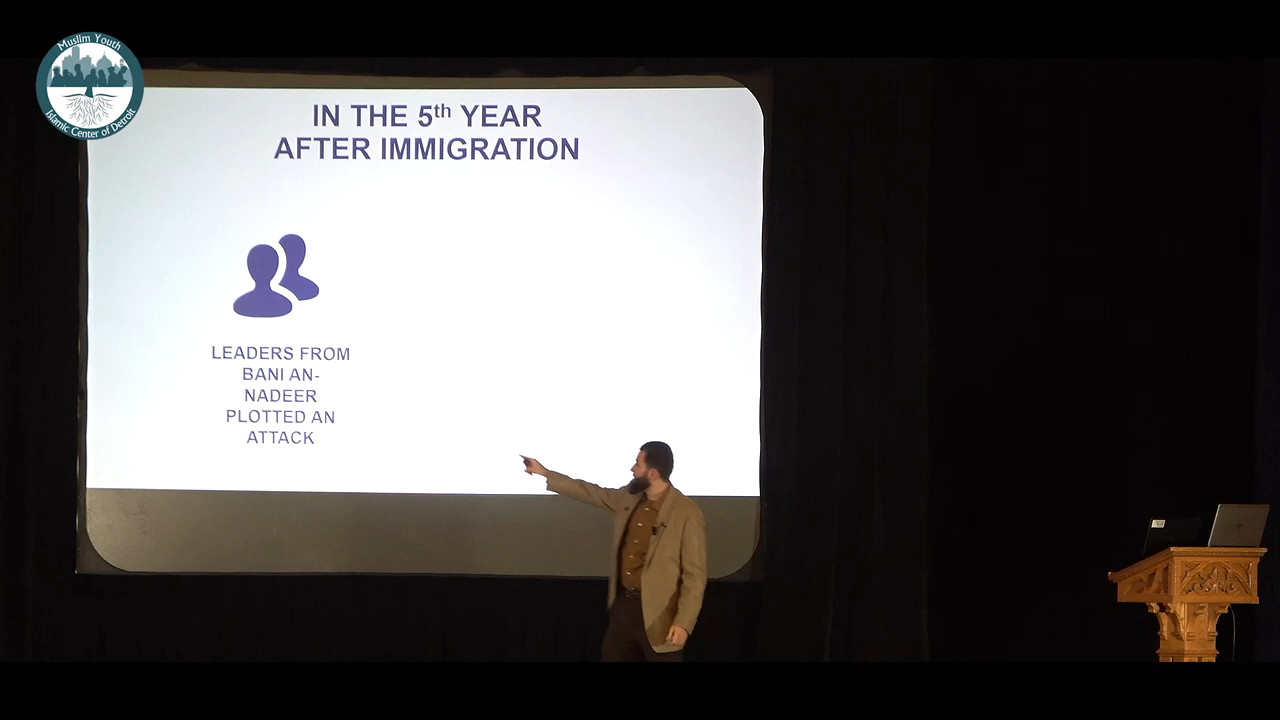 Muslim Youth
Islamic Center of Detroit
IN THE 5th YEAR
AFTER IMMIGRATION
LEADERS FROM
BANI AN-
NADEER
PLOTTED AN
ATTACK